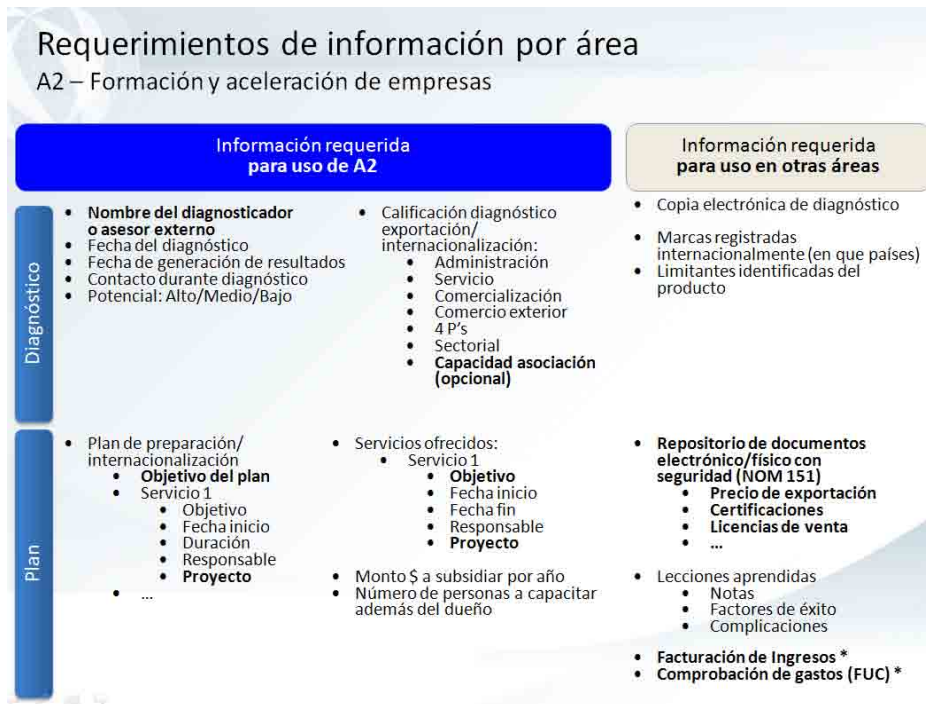 Requerimientos de información por área
A2 – Formación y aceleración de empresas
Información requerida
para uso de A2
Información requerida
para uso en otras áreas
Diagnóstico
• Nombre del diagnosticador
o asesor externo
• Fecha del diagnóstico
• Fecha de generación de resultados
• Contacto durante diagnóstico
• Potencial: Alto/Medio/Bajo
• Calificación diagnóstico
exportación/
internacionalización:
• Administración
• Servicio
• Comercialización
• Comercio exterior
• 4 P's
• Sectorial
• Capacidad asociación
(opcional)
• Copia electrónica de diagnóstico
• Marcas registradas
internacionalmente (en que países)
• Limitantes identificadas del
producto
Plan
• Plan de preparación/
internacionalización
• Objetivo del plan
• Servicio 1
• Objetivo
• Fecha inicio
• Duración
• Responsable
• Proyecto
• ...
• Servicios ofrecidos:
• Servicio 1
• Objetivo
• Fecha inicio
• Fecha fin
• Responsable
• Proyecto
• Monto $ a subsidiar por año
• Número de personas a capacitar
además del dueño
• Repositorio de documentos
electrónico/físico con
seguridad (NOM 151)
• Precio de exportación
• Certificaciones
• Licencias de venta
• ...
• Lecciones aprendidas
• Notas
• Factores de éxito
• Complicaciones
• Facturación de Ingresos *
• Comprobación de gastos (FUC) *